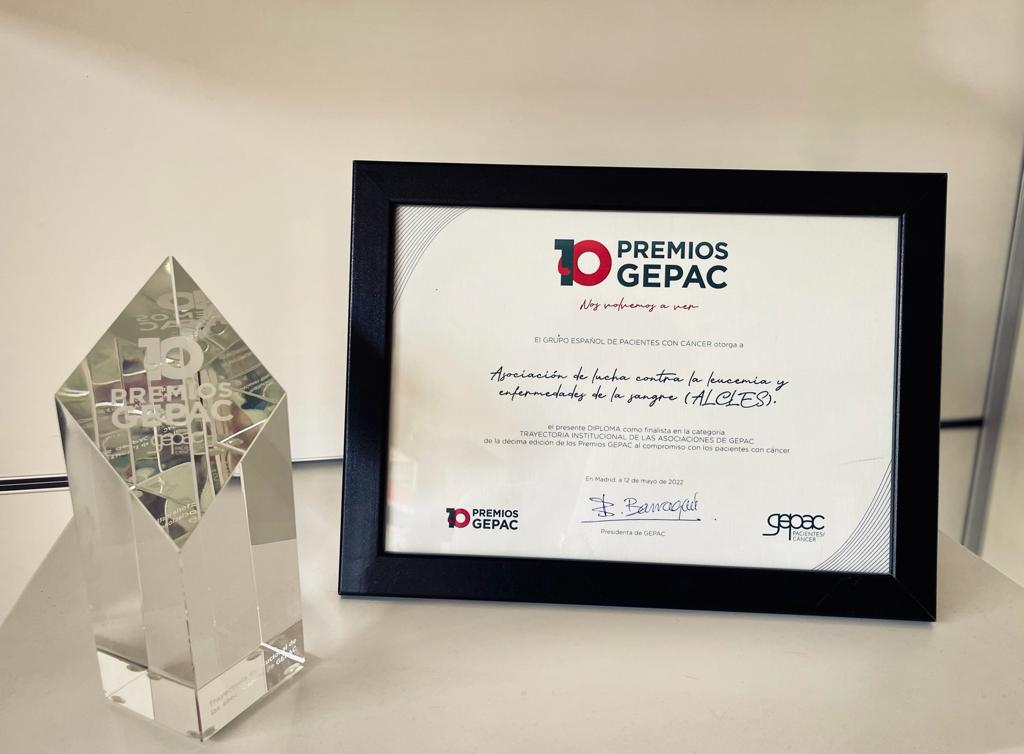 10 PREMIOS
GEPAC
Nos volvemos a ver
El GRUPO ESPAÑOL DE PACIENTES CON CÁNCER otorga a
Asociación de lucha contra la leucemia y
enfermedades de la sangre (ALCLES).
el presente DIPLOMA como finalista en la categoría
TRAYECTORIA INSTITUCIONAL DE LAS ASOCIACIONES DE GEPAC
de la décima edición de los Premios GEPAC al compromiso con los pacientes con cáncer.
En Madrid, a 12 de mayo de 2022
B. Barragán
Presidenta de GEPAC
10 PREMIOS
GEPAC
gepac
PACIENTES/
CÁNCER
10
PREMIOS
GEPAC
gepac